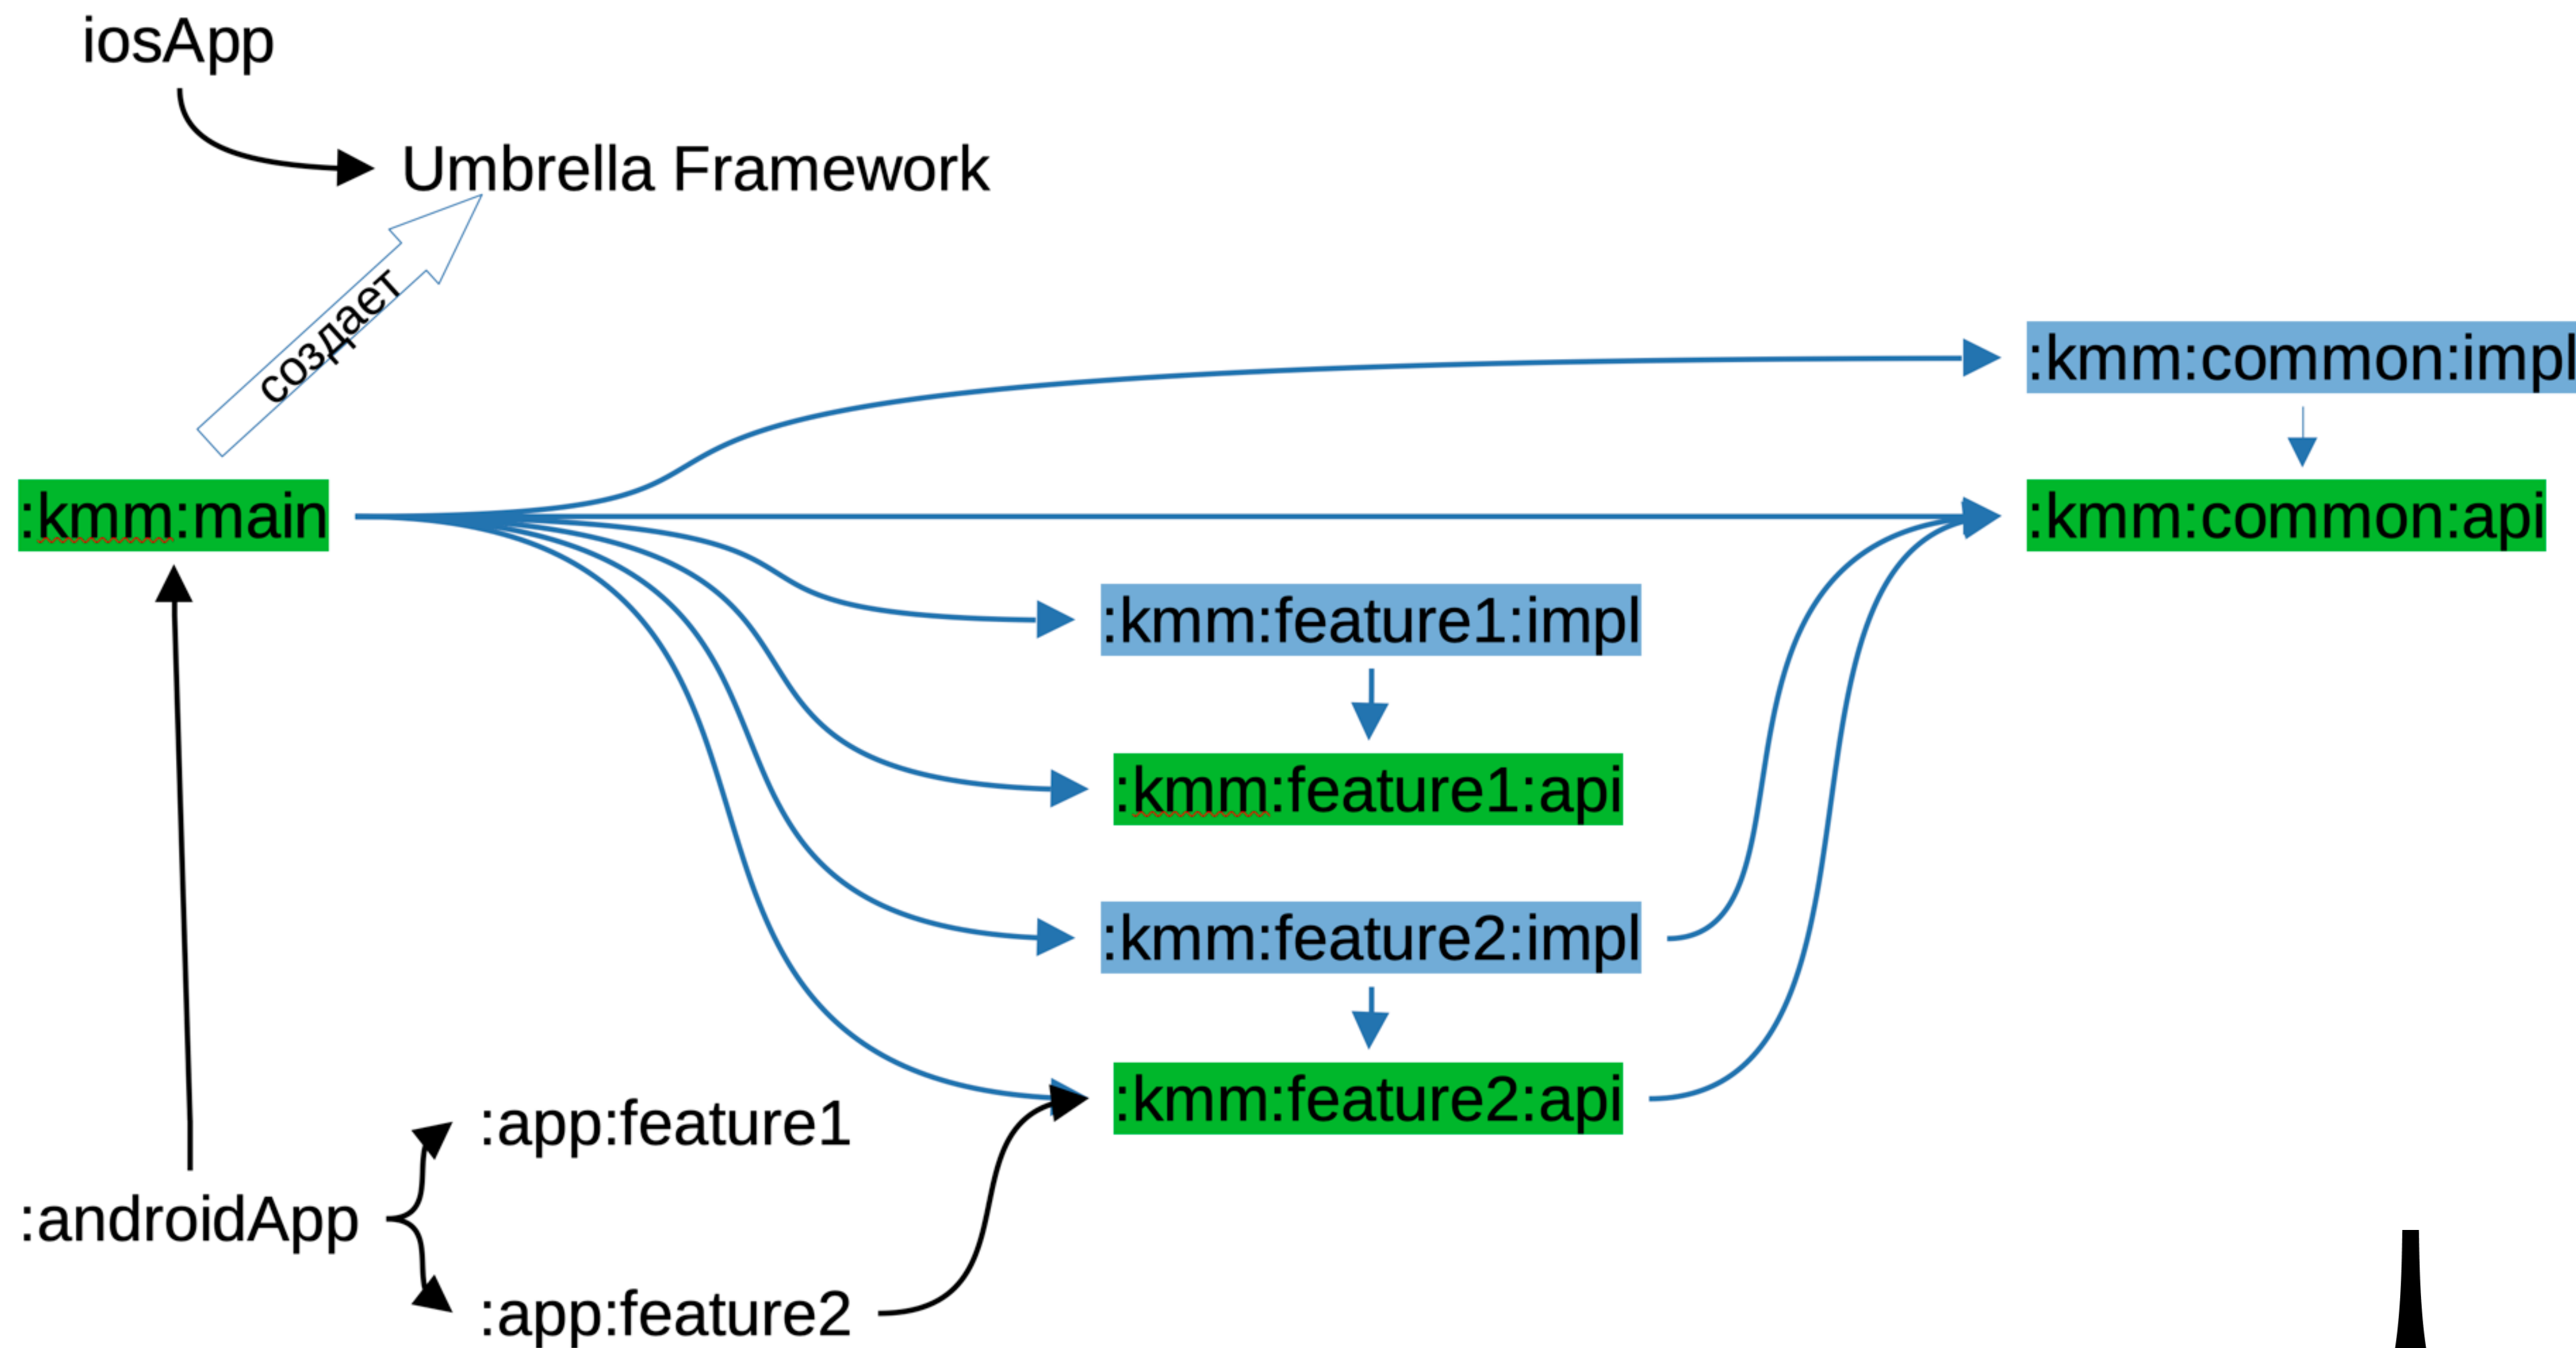 iosApp
Umbrella Framework
создает
:kmm:common:impl
:kmm:main
:kmm:common:api
:kmm:feature1:impl
:kmm:feature1:api
:kmm:feature2:impl
:kmm:feature2:api
:app:feature1
:androidApp
:app:feature2